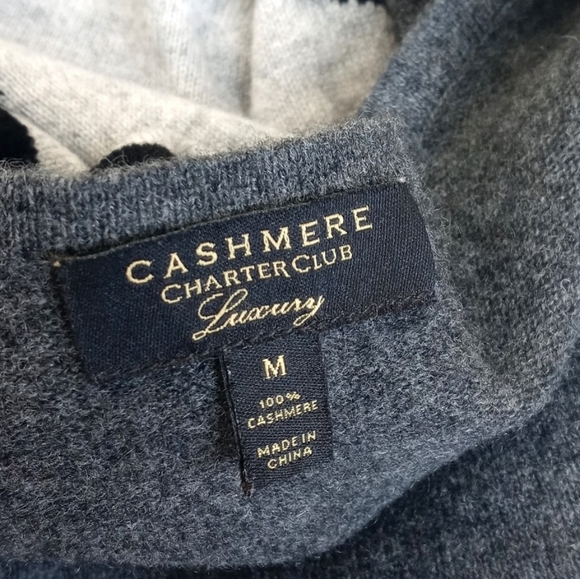 CASHMERE
CHARTER CLUB
Luxury
M
100%
CASHMERE
MADE IN
CHINA